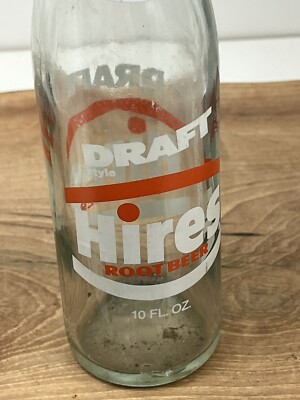 DRAFT
style
Hires
ROOT BEER
10 FL. OZ.